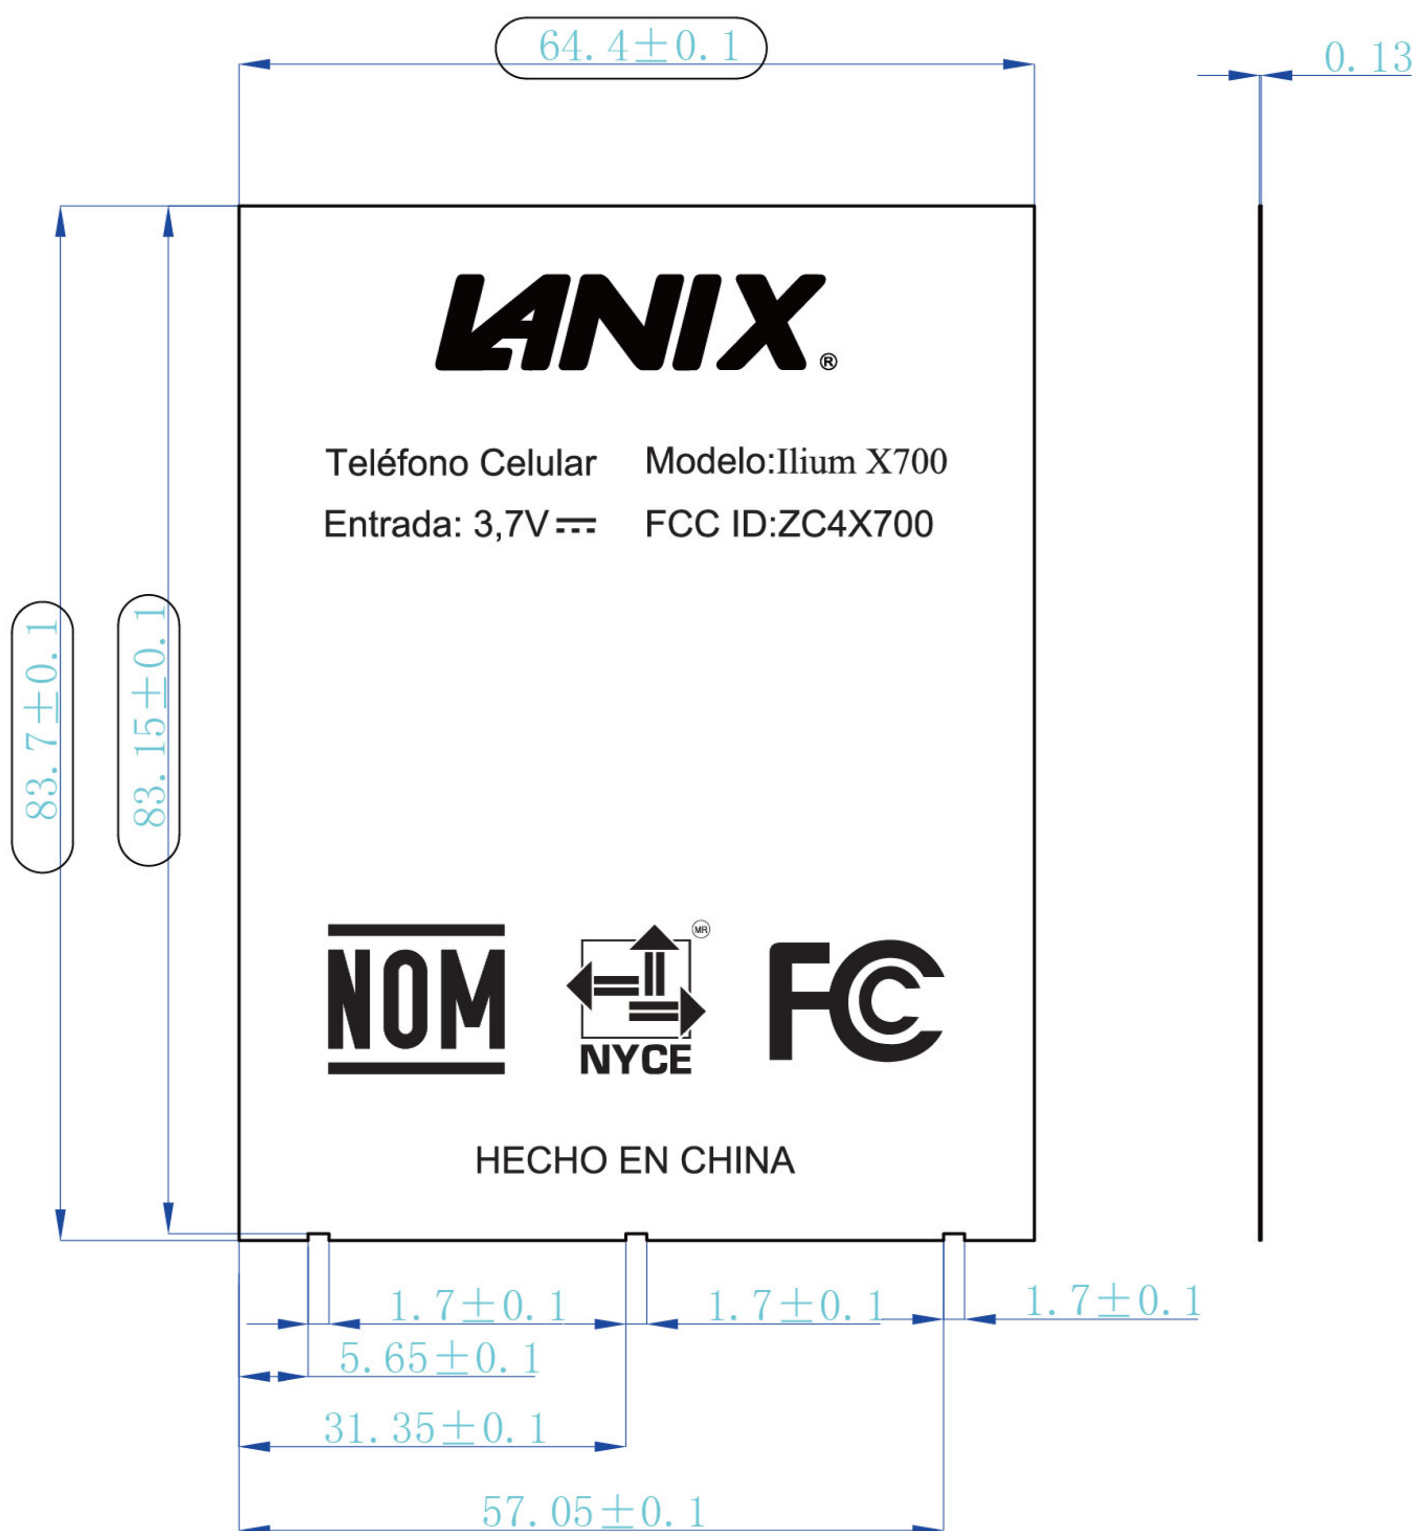 64.4±0.1
0.13
LANIX®
Teléfono Celular Modelo:Ilium X700
Entrada: 3,7V FCC ID:ZC4X700
83.7±0.1
83.15±0.1
MR
NOM
NYCE
FCC
HECHO EN CHINA
1.7±0.1 1.7±0.1 1.7±0.1
5.65±0.1
31.35±0.1
57.05±0.1